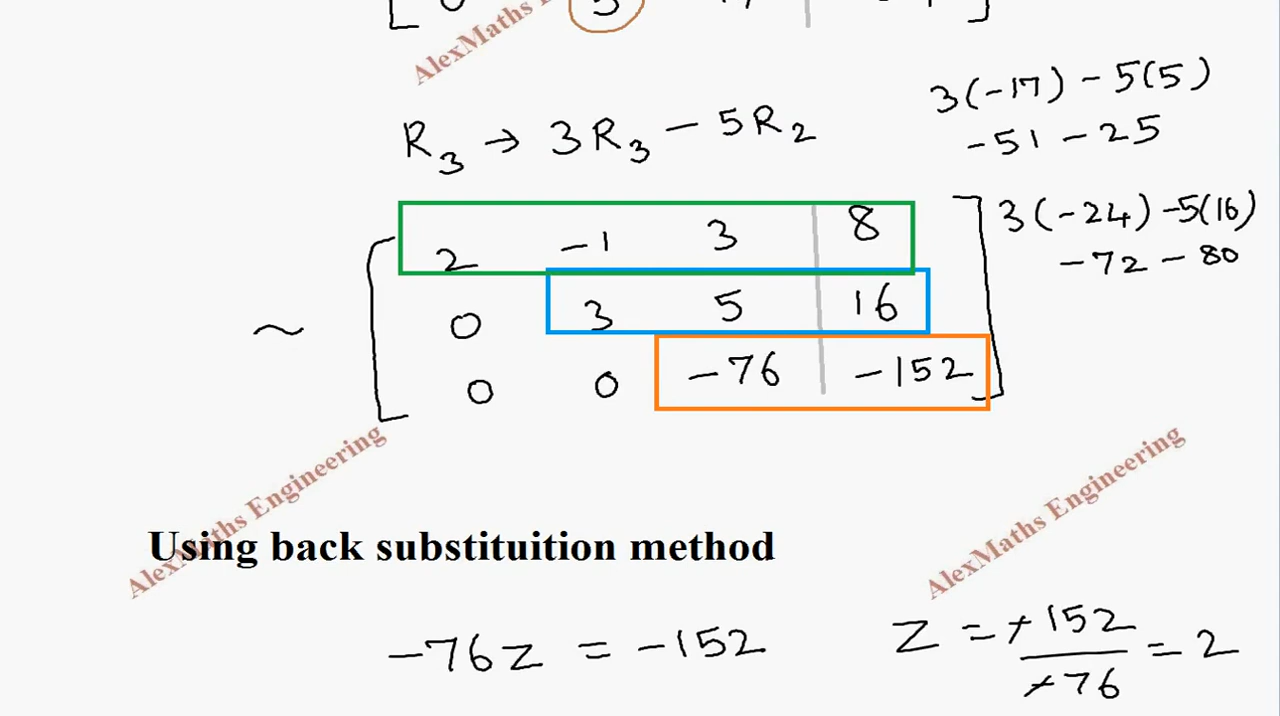 AlexMaths
3(-17) - 5(5)
-51 - 25
R₃ → 3R₃ - 5R₂
3(-24) -5(16)
-72 - 80
2 -1 3 8
~ 0 3 5 16
0 0 -76 -152
AlexMaths Engineering
AlexMaths Engineering
Using back substituition method
-76z = -152
z = -152/-76 = 2